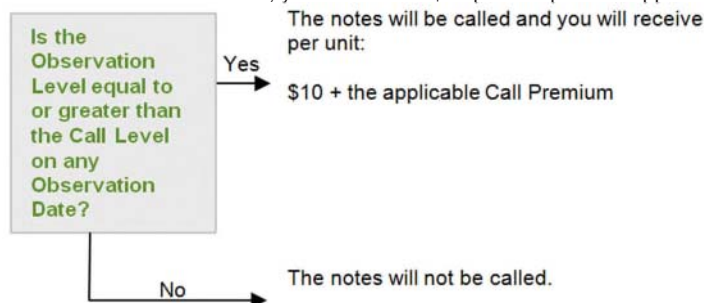 The notes will be called and you will receive
per unit:
$10 + the applicable Call Premium
Is the
Observation
Level equal to
or greater than
the Call Level
on any
Observation
Date?
Yes
No
The notes will not be called.